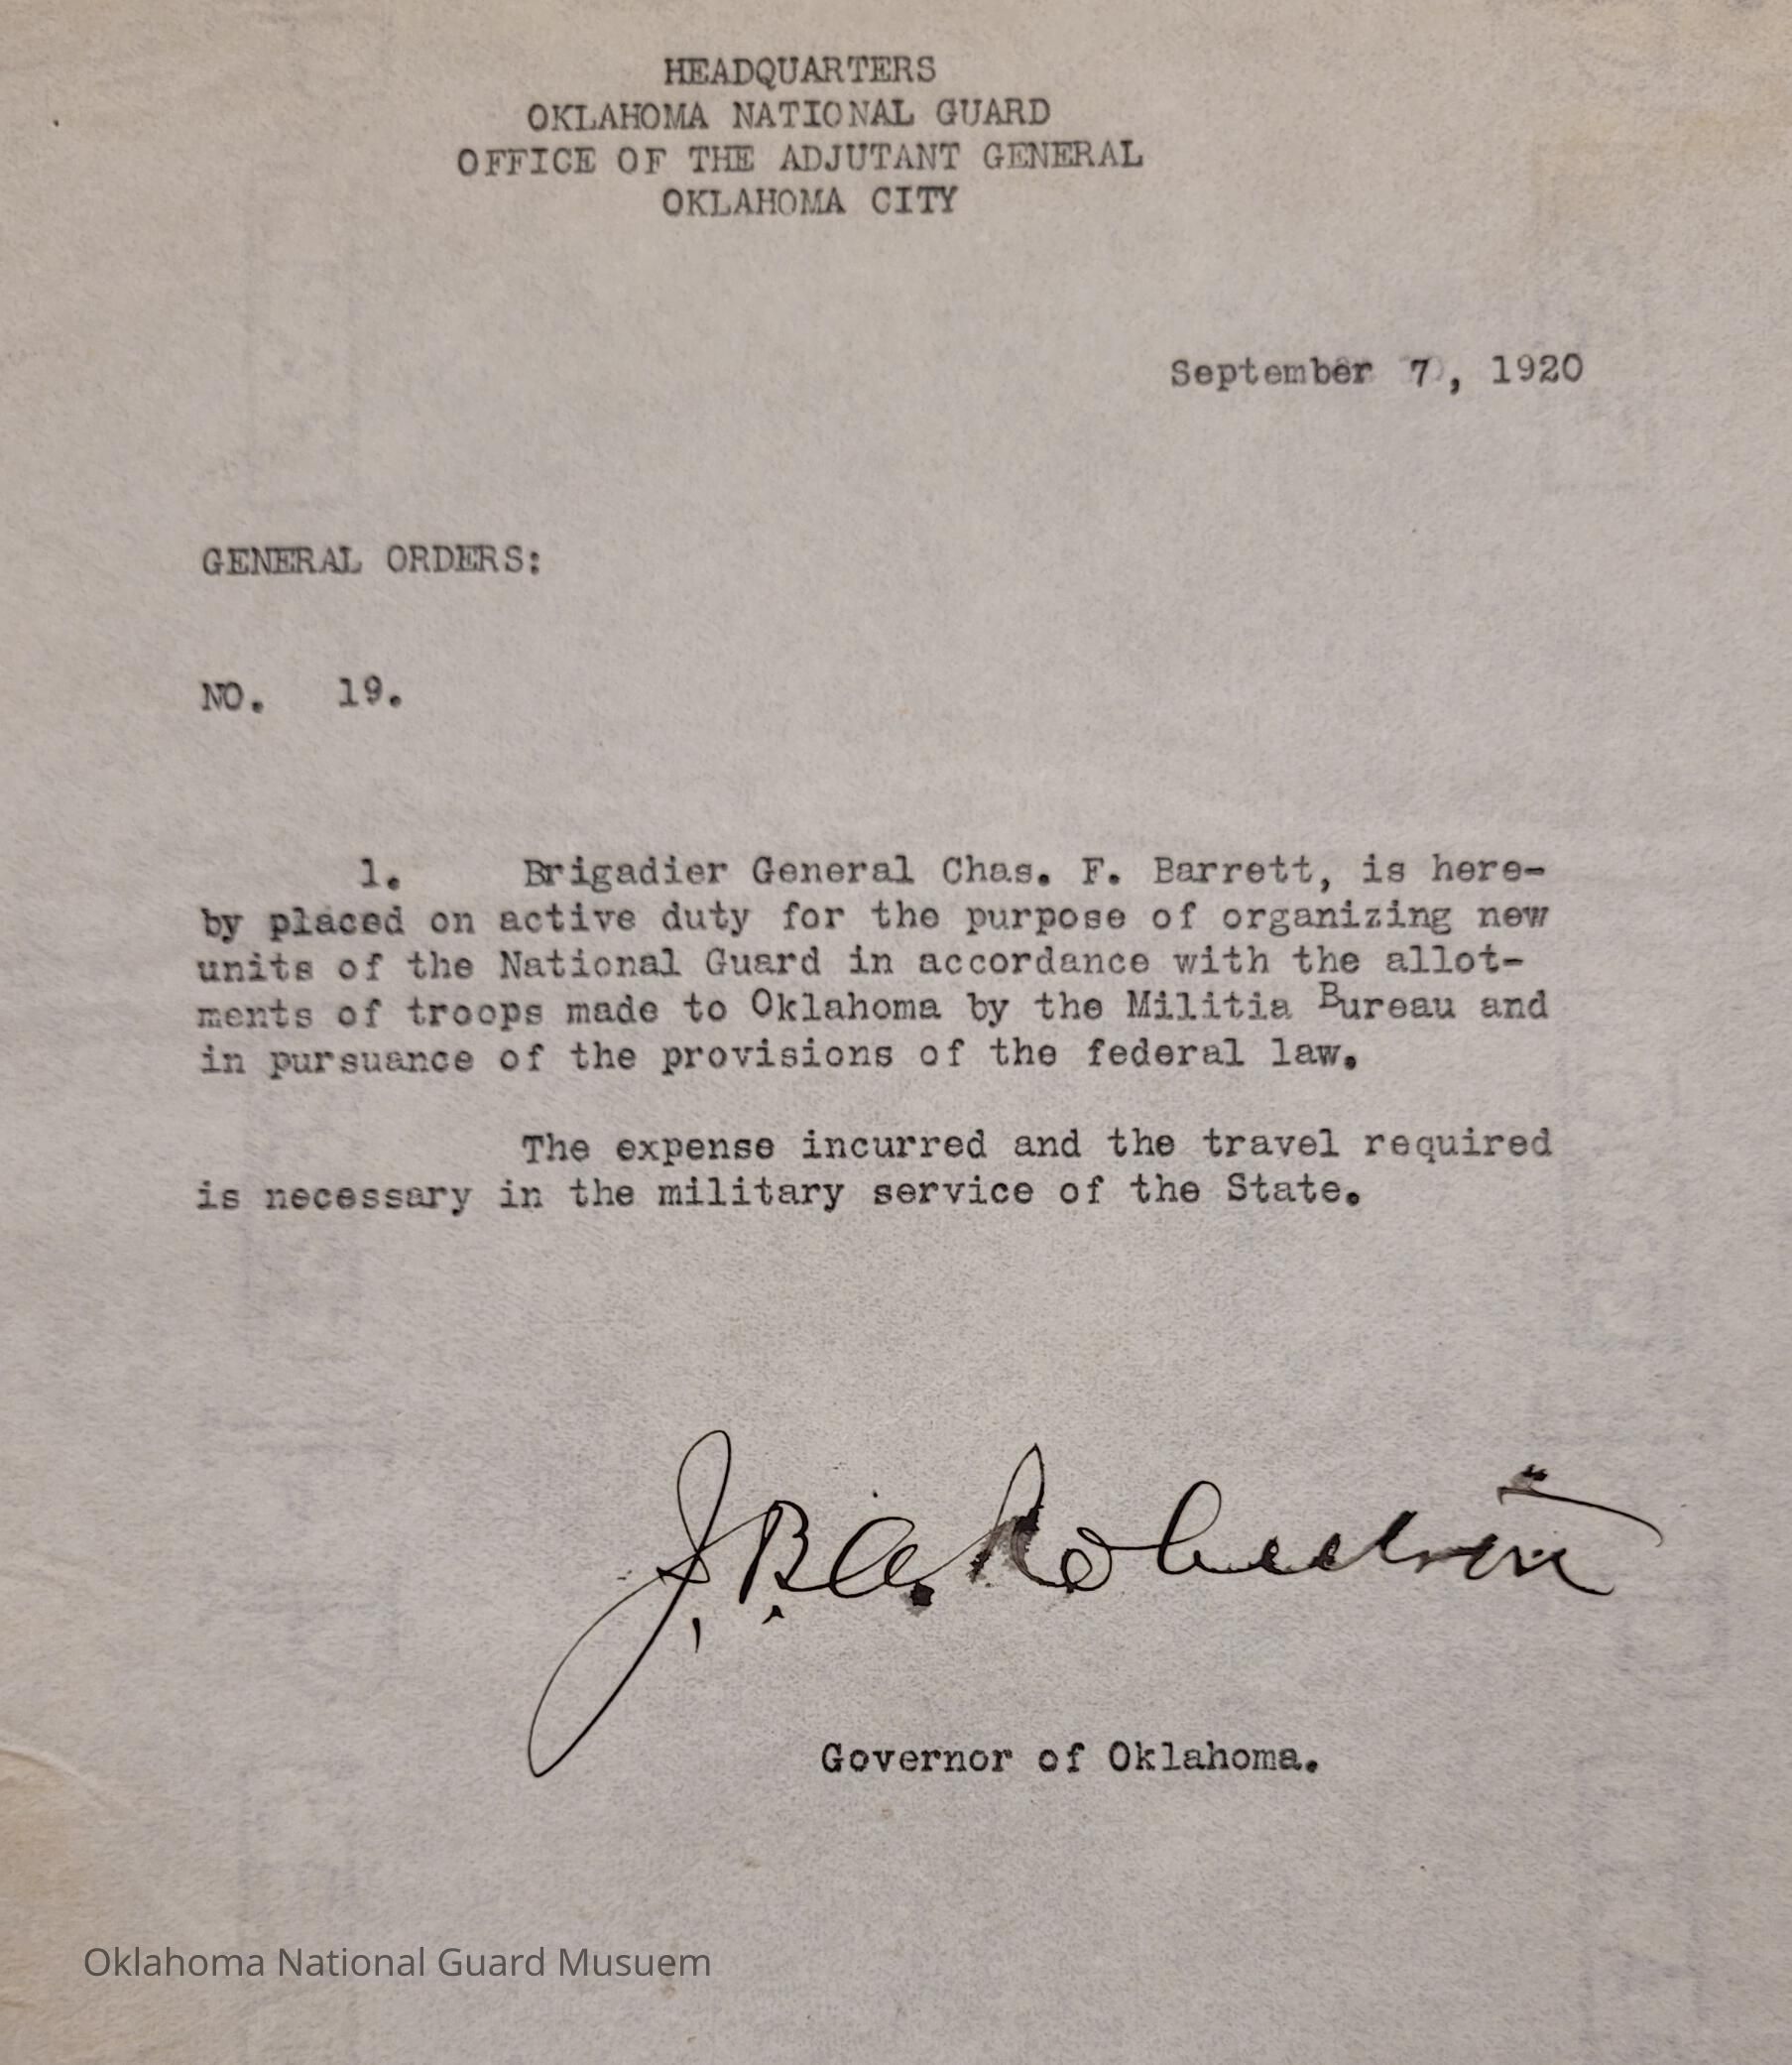 HEADQUARTERS
OKLAHOMA NATIONAL GUARD
OFFICE OF THE ADJUTANT GENERAL
OKLAHOMA CITY
September 7, 1920
GENERAL ORDERS:
NO. 19.
1. Brigadier General Chas. F. Barrett, is here-
by placed on active duty for the purpose of organizing new
units of the National Guard in accordance with the allot-
ments of troops made to Oklahoma by the Militia Bureau and
in pursuance of the provisions of the federal law.
The expense incurred and the travel required
is necessary in the military service of the State.
J.B.A. Robertson
Governor of Oklahoma.
Oklahoma National Guard Musuem